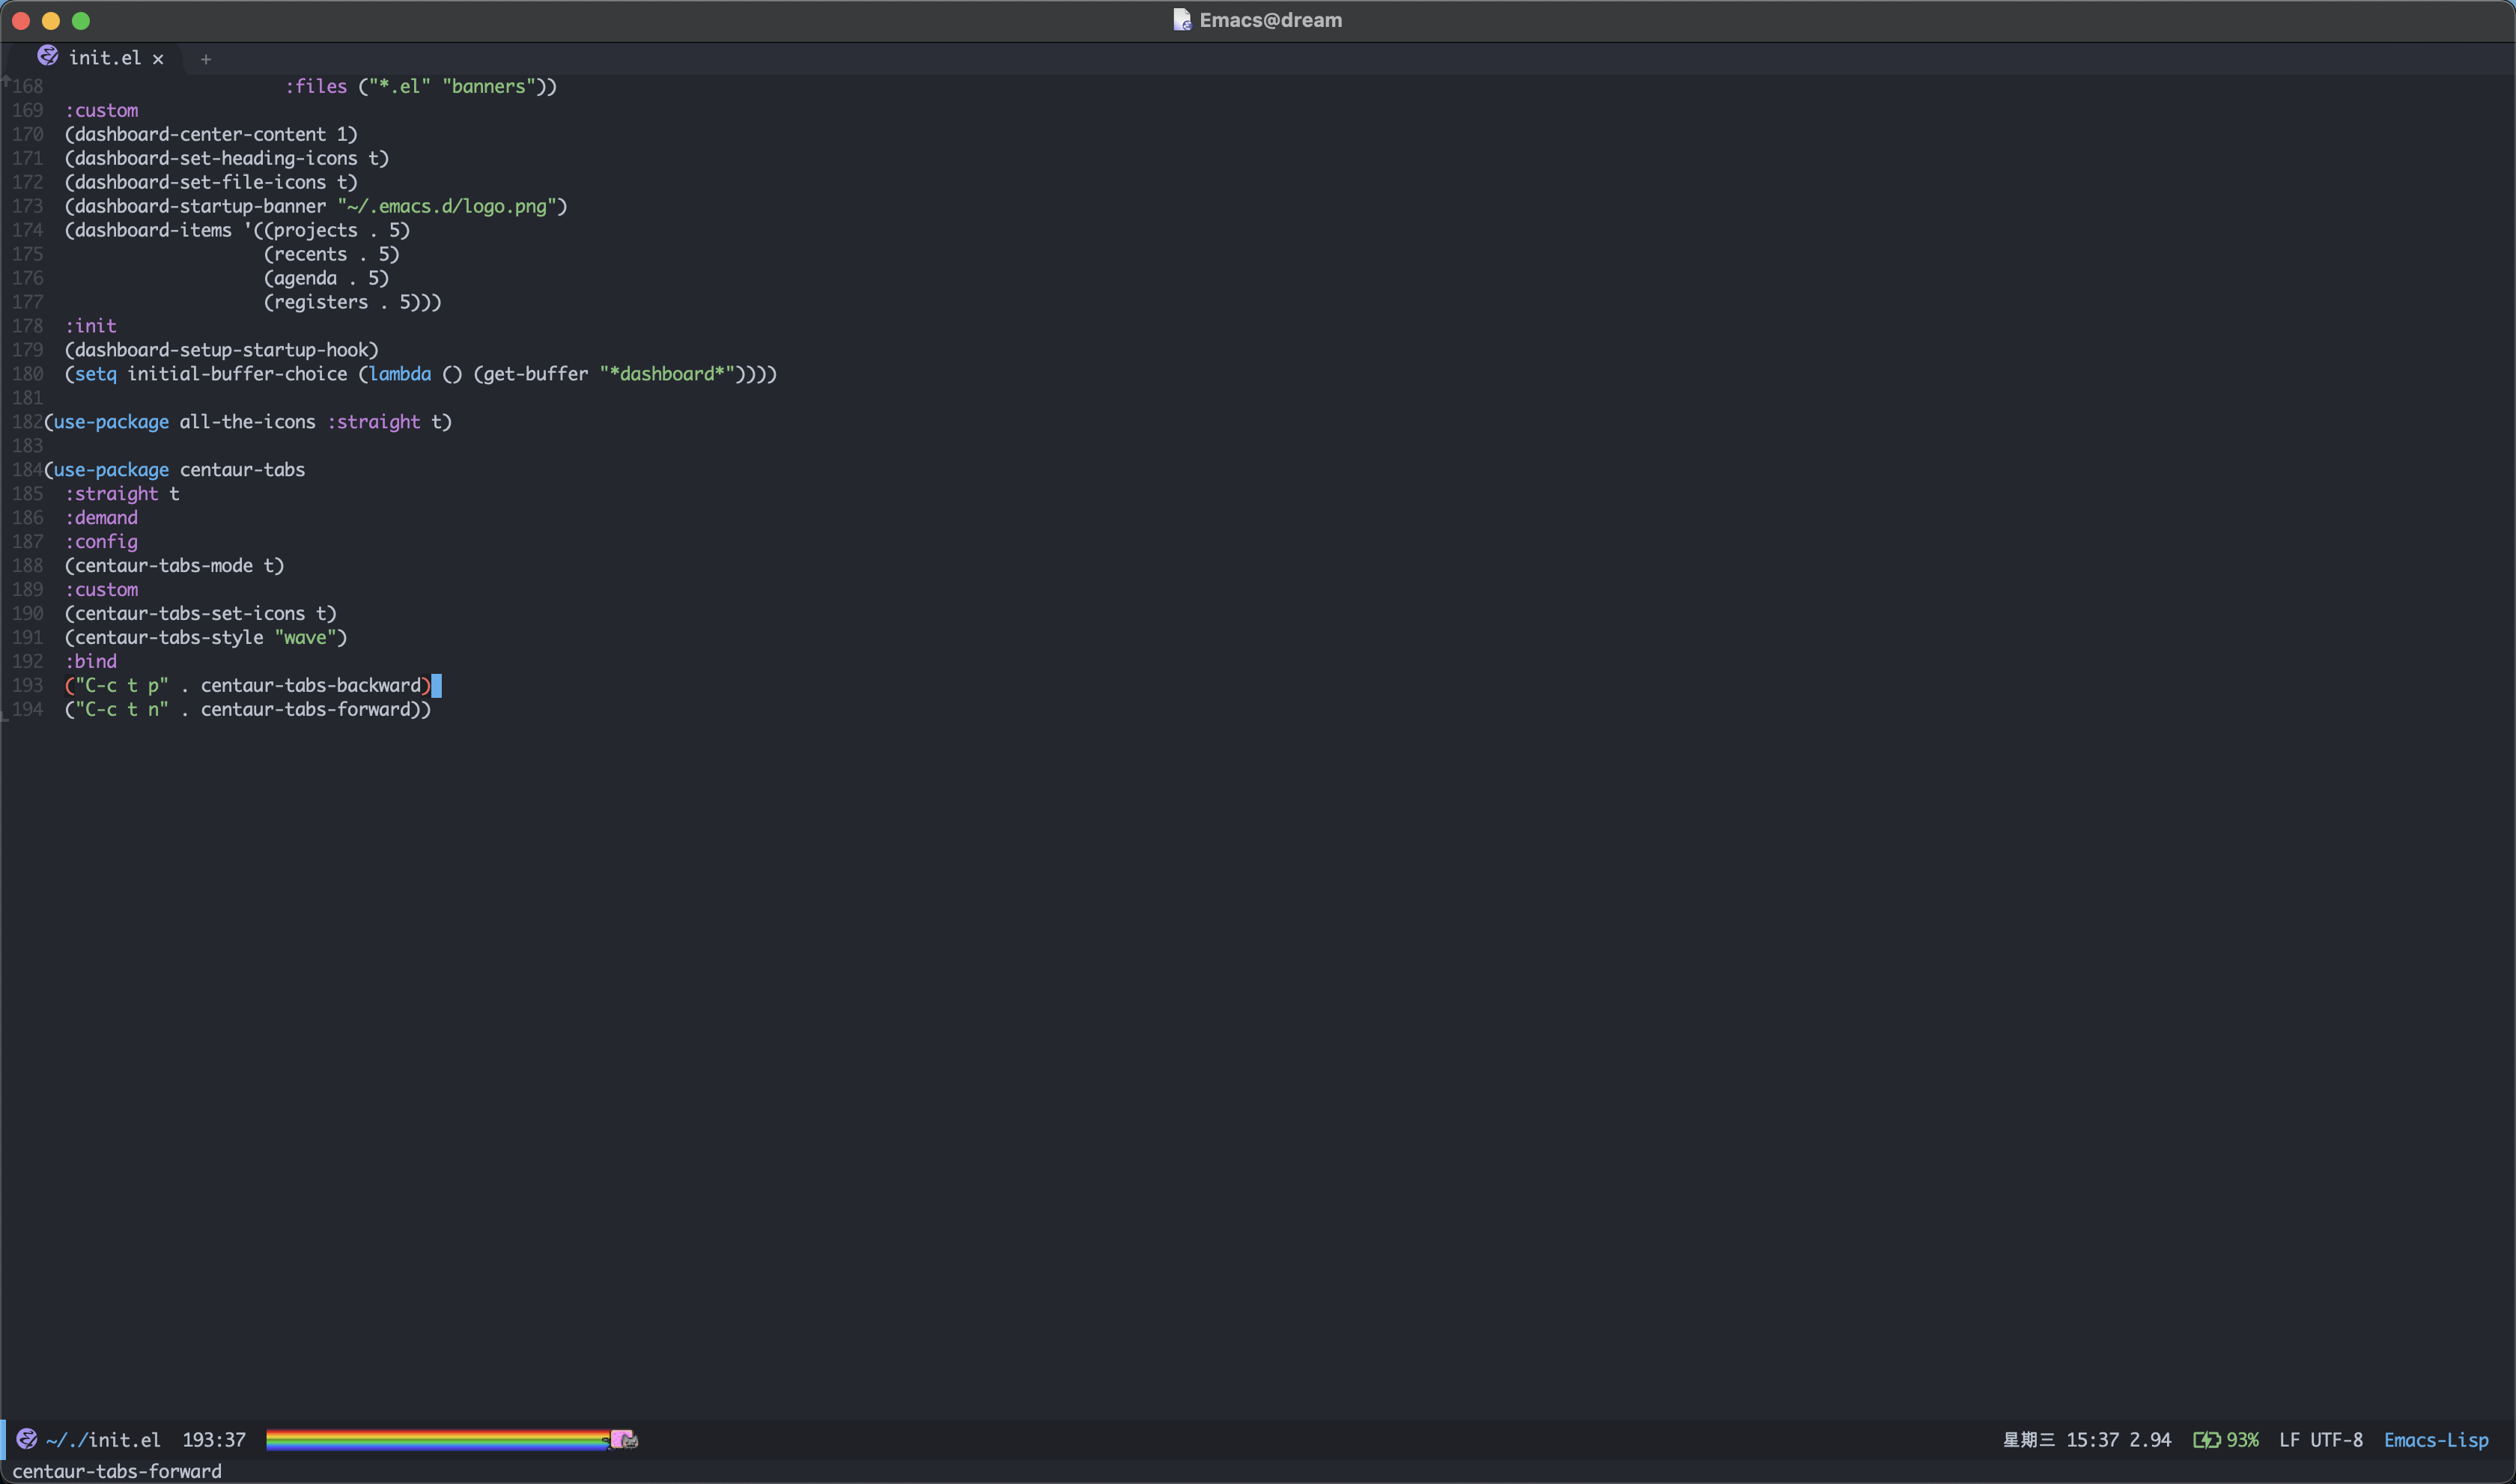 Emacs@dream
init.el × +
168                       :files ("*.el" "banners"))
169  :custom
170  (dashboard-center-content 1)
171  (dashboard-set-heading-icons t)
172  (dashboard-set-file-icons t)
173  (dashboard-startup-banner "~/.emacs.d/logo.png")
174  (dashboard-items '((projects . 5)
175                     (recents . 5)
176                     (agenda . 5)
177                     (registers . 5)))
178  :init
179  (dashboard-setup-startup-hook)
180  (setq initial-buffer-choice (lambda () (get-buffer "*dashboard*"))))
181
182(use-package all-the-icons :straight t)
183
184(use-package centaur-tabs
185  :straight t
186  :demand
187  :config
188  (centaur-tabs-mode t)
189  :custom
190  (centaur-tabs-set-icons t)
191  (centaur-tabs-style "wave")
192  :bind
193  ("C-c t p" . centaur-tabs-backward)
194  ("C-c t n" . centaur-tabs-forward))
~/./init.el  193:37  星期三 15:37 2.94  93%  LF UTF-8  Emacs-Lisp
centaur-tabs-forward